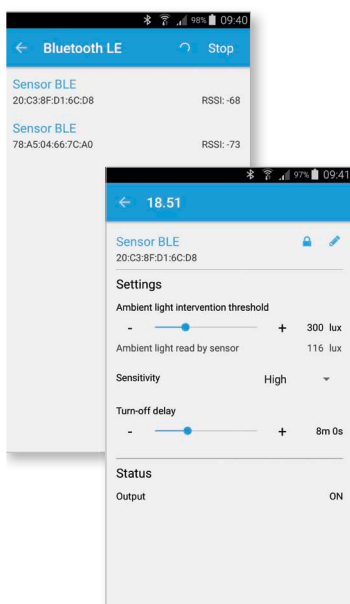 98% 09:40
Bluetooth LE Stop
Sensor BLE
20:C3:8F:D1:6C:D8 RSSI: -68
Sensor BLE
78:A5:04:66:7C:A0 RSSI: -73
97% 09:41
18.51
Sensor BLE
20:C3:8F:D1:6C:D8
Settings
Ambient light intervention threshold
- + 300 lux
Ambient light read by sensor 116 lux
Sensitivity High
Turn-off delay
- + 8m 0s
Status
Output ON